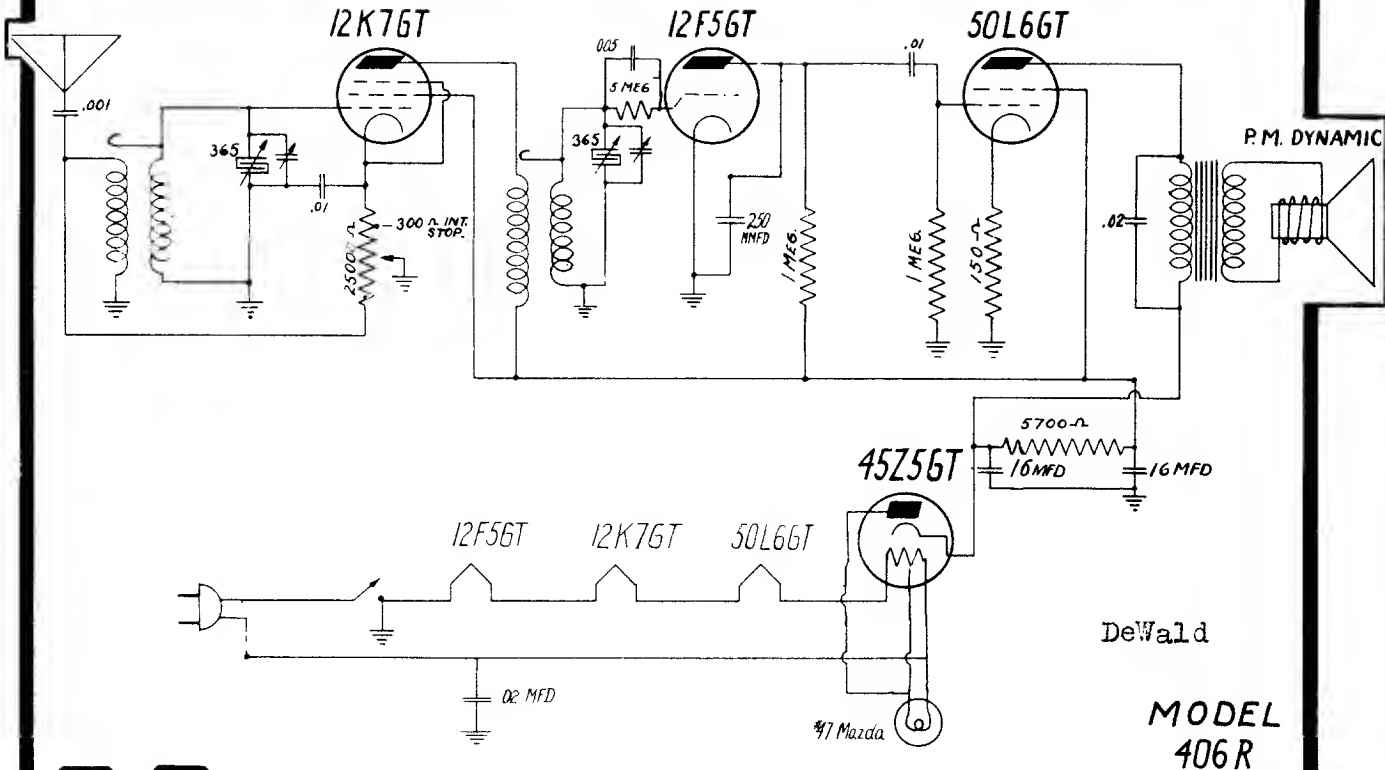 12K7GT
12F5GT
50L6GT
.001
365
.01
300 Ω INT.
STOP.
2500Ω
005
5 MEG
365
250
MMFD
1 MEG.
.01
1 MEG.
150 Ω
.02
P.M. DYNAMIC
5700 Ω
16 MFD
16 MFD
45Z5GT
12F5GT
12K7GT
50L6GT
02 MFD
#47 Mazda
DeWald
MODEL
406R